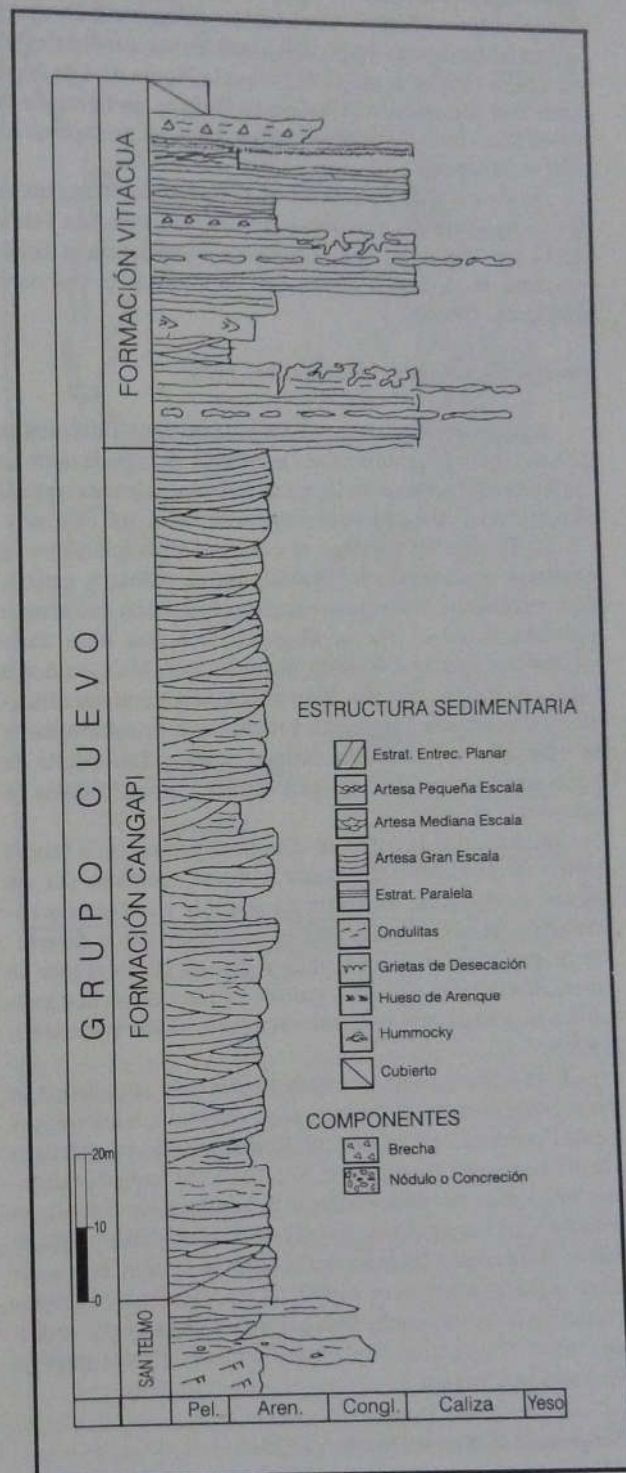 GRUPO CUEVO
FORMACIÓN VITIACUA
FORMACIÓN CANGAPI
SAN TELMO
20m
10
0
ESTRUCTURA SEDIMENTARIA
Estrat. Entrec. Planar
Artesa Pequeña Escala
Artesa Mediana Escala
Artesa Gran Escala
Estrat. Paralela
Ondulitas
Grietas de Desecación
Hueso de Arenque
Hummocky
Cubierto
COMPONENTES
Brecha
Nódulo o Concreción
Pel. Aren. Congl. Caliza Yeso